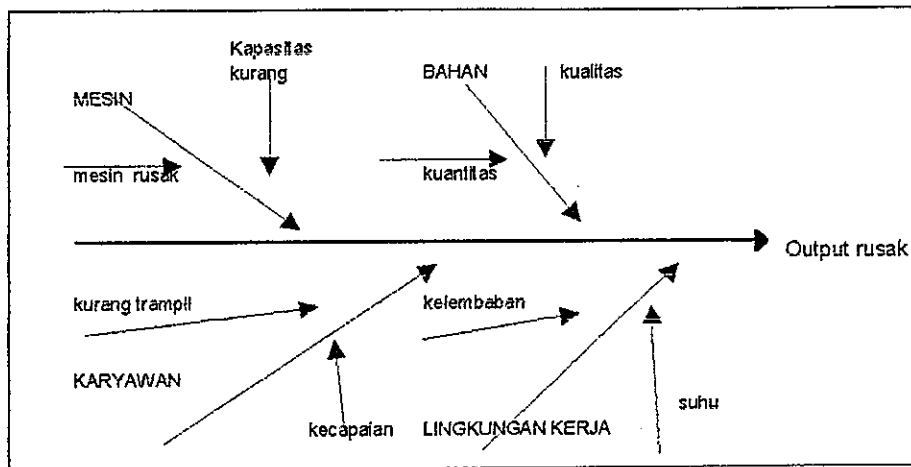 Kapasitas
kurang
BAHAN
kualitas
MESIN
mesin rusak
kuantitas
Output rusak
kurang trampil
kelembaban
KARYAWAN
suhu
kecapaian
LINGKUNGAN KERJA